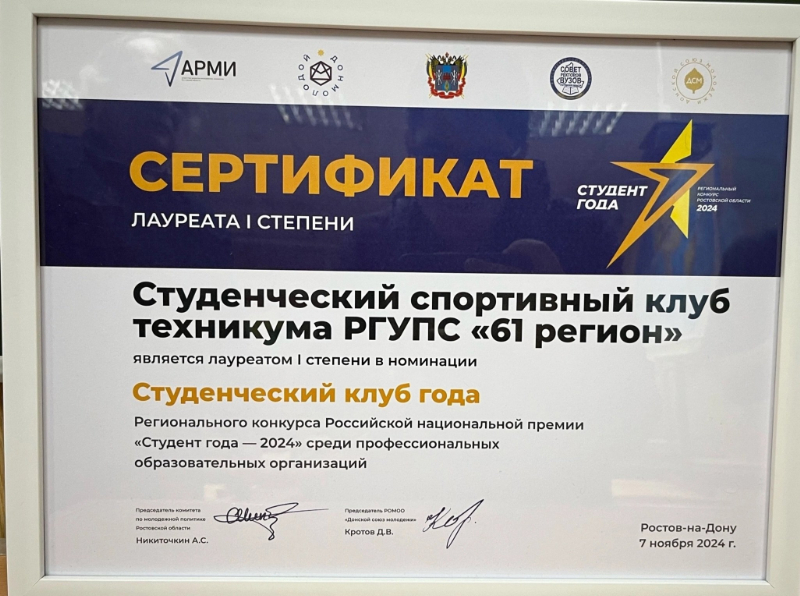 АРМИ
ДОНМОЛОДОЙ
СОВЕТ
РЕКТОРОВ
ВУЗОВ
ДСМ
СЕРТИФИКАТ
ЛАУРЕАТА I СТЕПЕНИ
СТУДЕНТ
ГОДА
РЕГИОНАЛЬНЫЙ
КОНКУРС
РОСТОВСКОЙ ОБЛАСТИ
2024
Студенческий спортивный клуб
техникума РГУПС «61 регион»
является лауреатом I степени в номинации
Студенческий клуб года
Регионального конкурса Российской национальной премии
«Студент года — 2024» среди профессиональных
образовательных организаций
Председатель комитета
по молодежной политике
Ростовской области
Никиточкин А.С.
Председатель РОМОО
«Донской союз молодежи»
Кротов Д.В.
Ростов-на-Дону
7 ноября 2024 г.